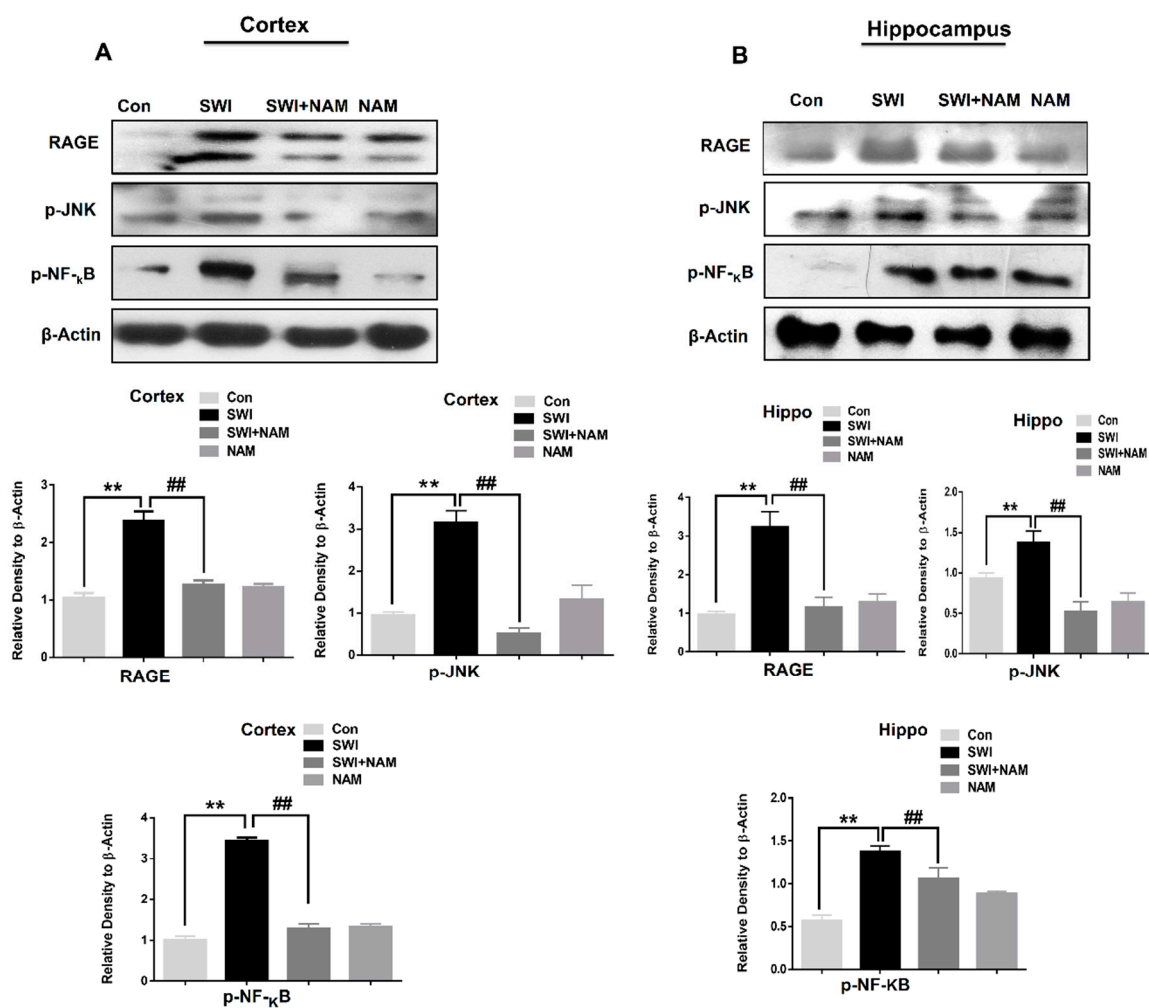 Cortex
A
Con SWI SWI+NAM NAM
RAGE
p-JNK
p-NF-κB
β-Actin
Hippocampus
B
Con SWI SWI+NAM NAM
RAGE
p-JNK
p-NF-κB
β-Actin
Cortex
Con
SWI
SWI+NAM
NAM
Relative Density to β-Actin
3
2
1
0
** ##
RAGE
Cortex
Con
SWI
SWI+NAM
NAM
Relative Density to β-Actin
4
3
2
1
0
** ##
p-JNK
Hippo
Con
SWI
SWI+NAM
NAM
Relative Density to β-Actin
4
3
2
1
0
** ##
RAGE
Hippo
Con
SWI
SWI+NAM
NAM
Relative Density to β-Actin
2.0
1.5
1.0
0.5
0.0
** ##
p-JNK
Cortex
Con
SWI
SWI+NAM
NAM
Relative Density to β-Actin
4
3
2
1
0
** ##
p-NF-κB
Hippo
Con
SWI
SWI+NAM
NAM
Relative Density to β-Actin
2.0
1.5
1.0
0.5
0.0
** ##
p-NF-KB